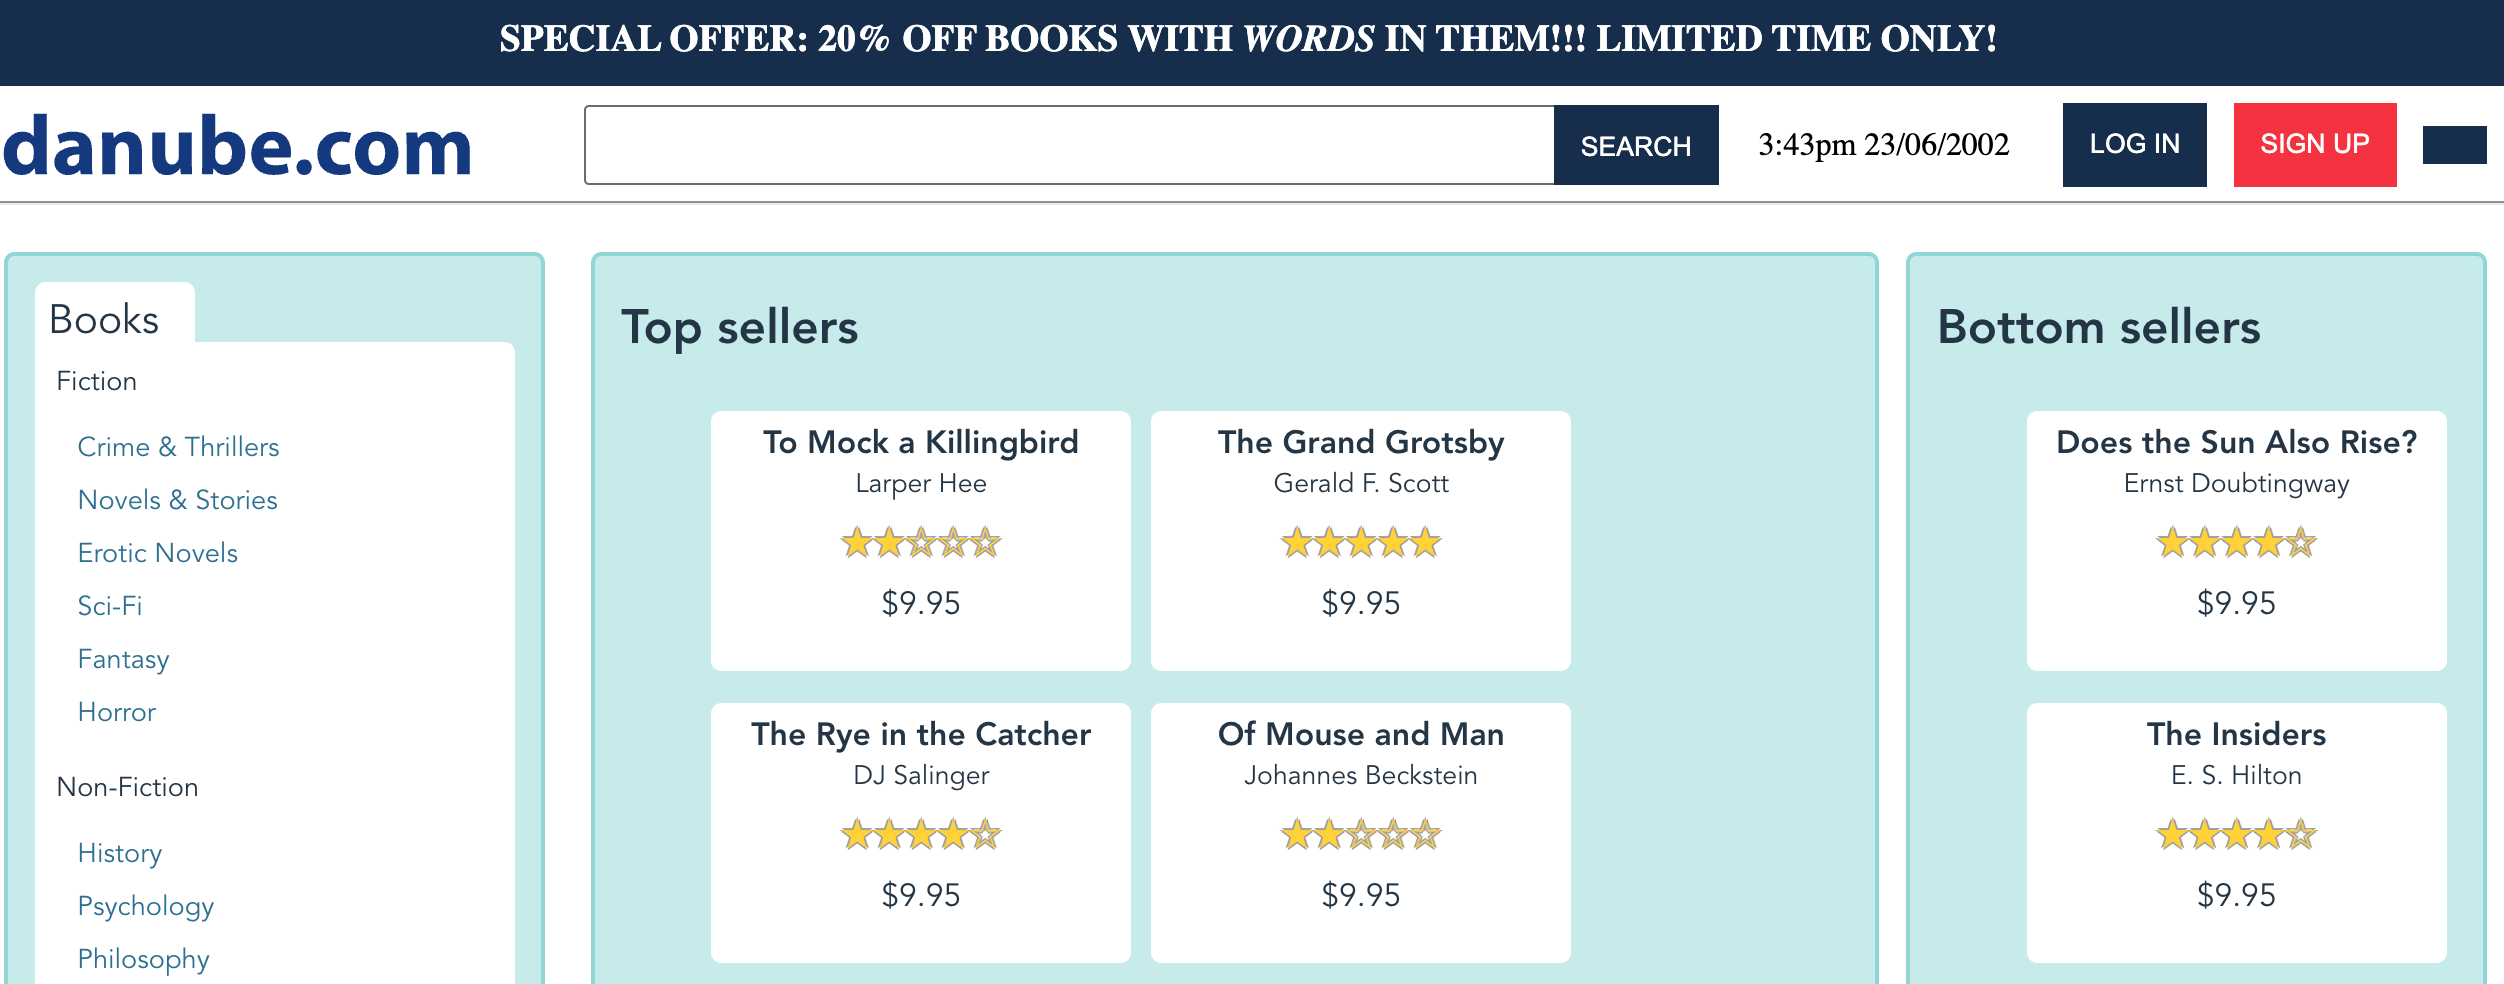 SPECIAL OFFER: 20% OFF BOOKS WITH WORDS IN THEM!!! LIMITED TIME ONLY!
danube.com
SEARCH
3:43pm 23/06/2002
LOG IN
SIGN UP
Books
Fiction
Crime & Thrillers
Novels & Stories
Erotic Novels
Sci-Fi
Fantasy
Horror
Non-Fiction
History
Psychology
Philosophy
Top sellers
To Mock a Killingbird
Larper Hee
$9.95
The Grand Grotsby
Gerald F. Scott
$9.95
The Rye in the Catcher
DJ Salinger
$9.95
Of Mouse and Man
Johannes Beckstein
$9.95
Bottom sellers
Does the Sun Also Rise?
Ernst Doubtingway
$9.95
The Insiders
E. S. Hilton
$9.95